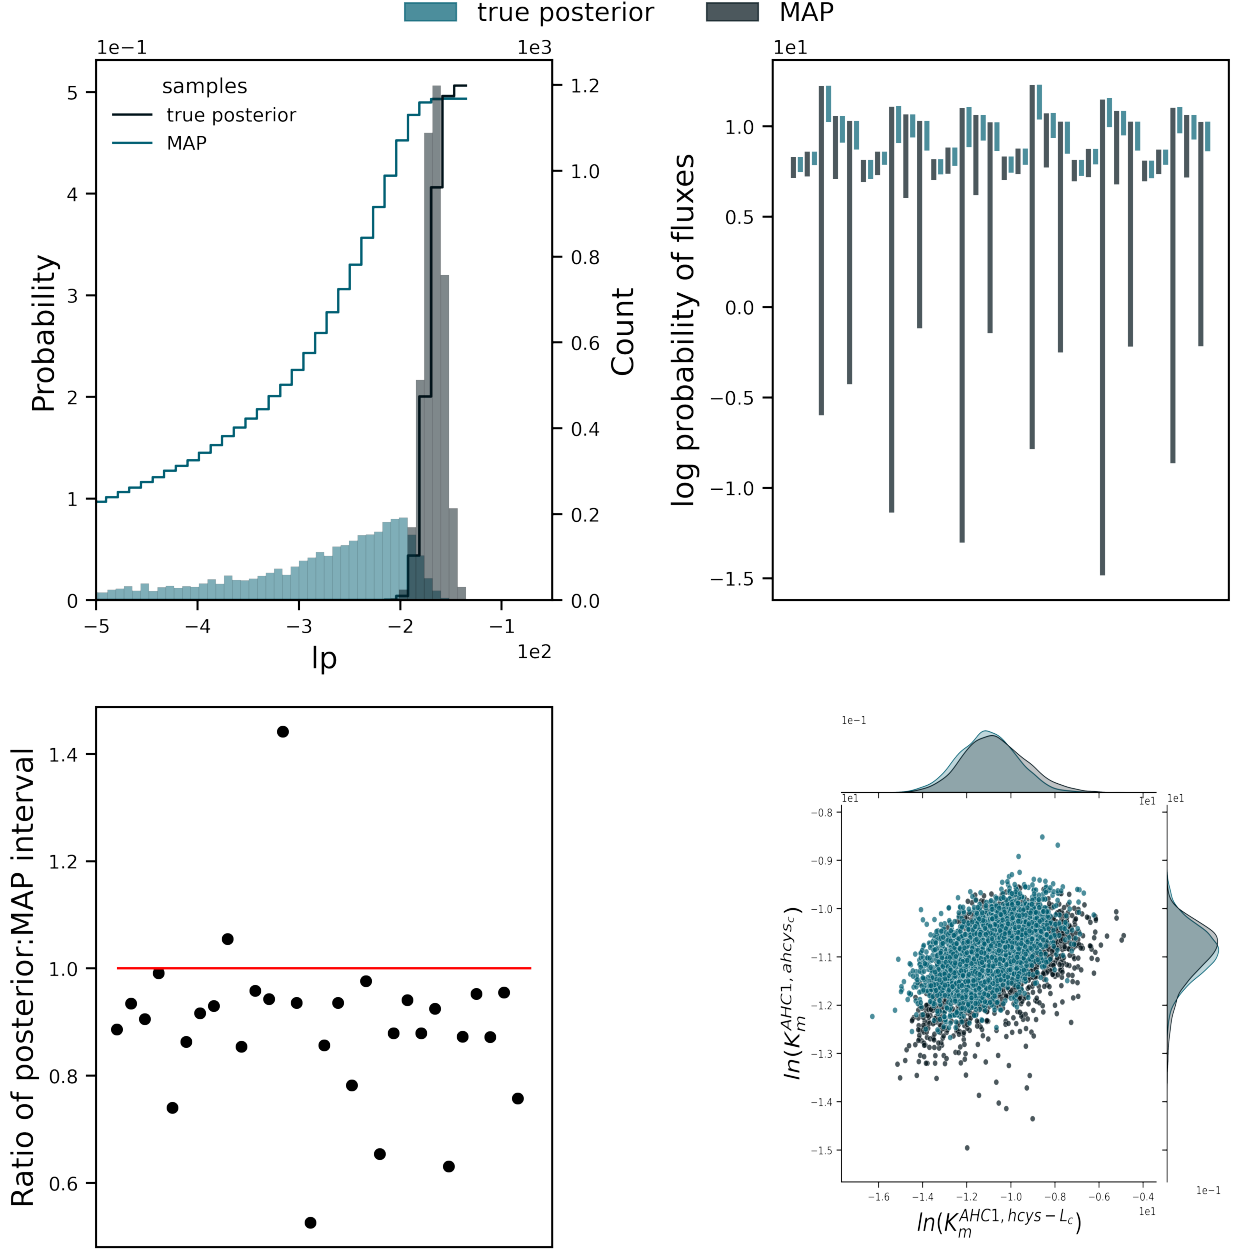 true posterior MAP
1e−1 1e3
samples
true posterior
MAP
5
4
3
2
1
0
Probability
1.2
1.0
0.8
0.6
0.4
0.2
0.0
Count
−5 −4 −3 −2 −1
1e2
lp
1e1
1.0
0.5
0.0
−0.5
−1.0
−1.5
log probability of fluxes
1.4
1.2
1.0
0.8
0.6
Ratio of posterior:MAP interval
1e−1
1e1 1e1 1e1
−0.8
−0.9
−1.0
−1.1
−1.2
−1.3
−1.4
−1.5
ln(K_m^{AHC1, ahcys_c})
−1.6 −1.4 −1.2 −1.0 −0.8 −0.6 −0.4
1e1
1e−1
ln(K_m^{AHC1, hcys − L_c})